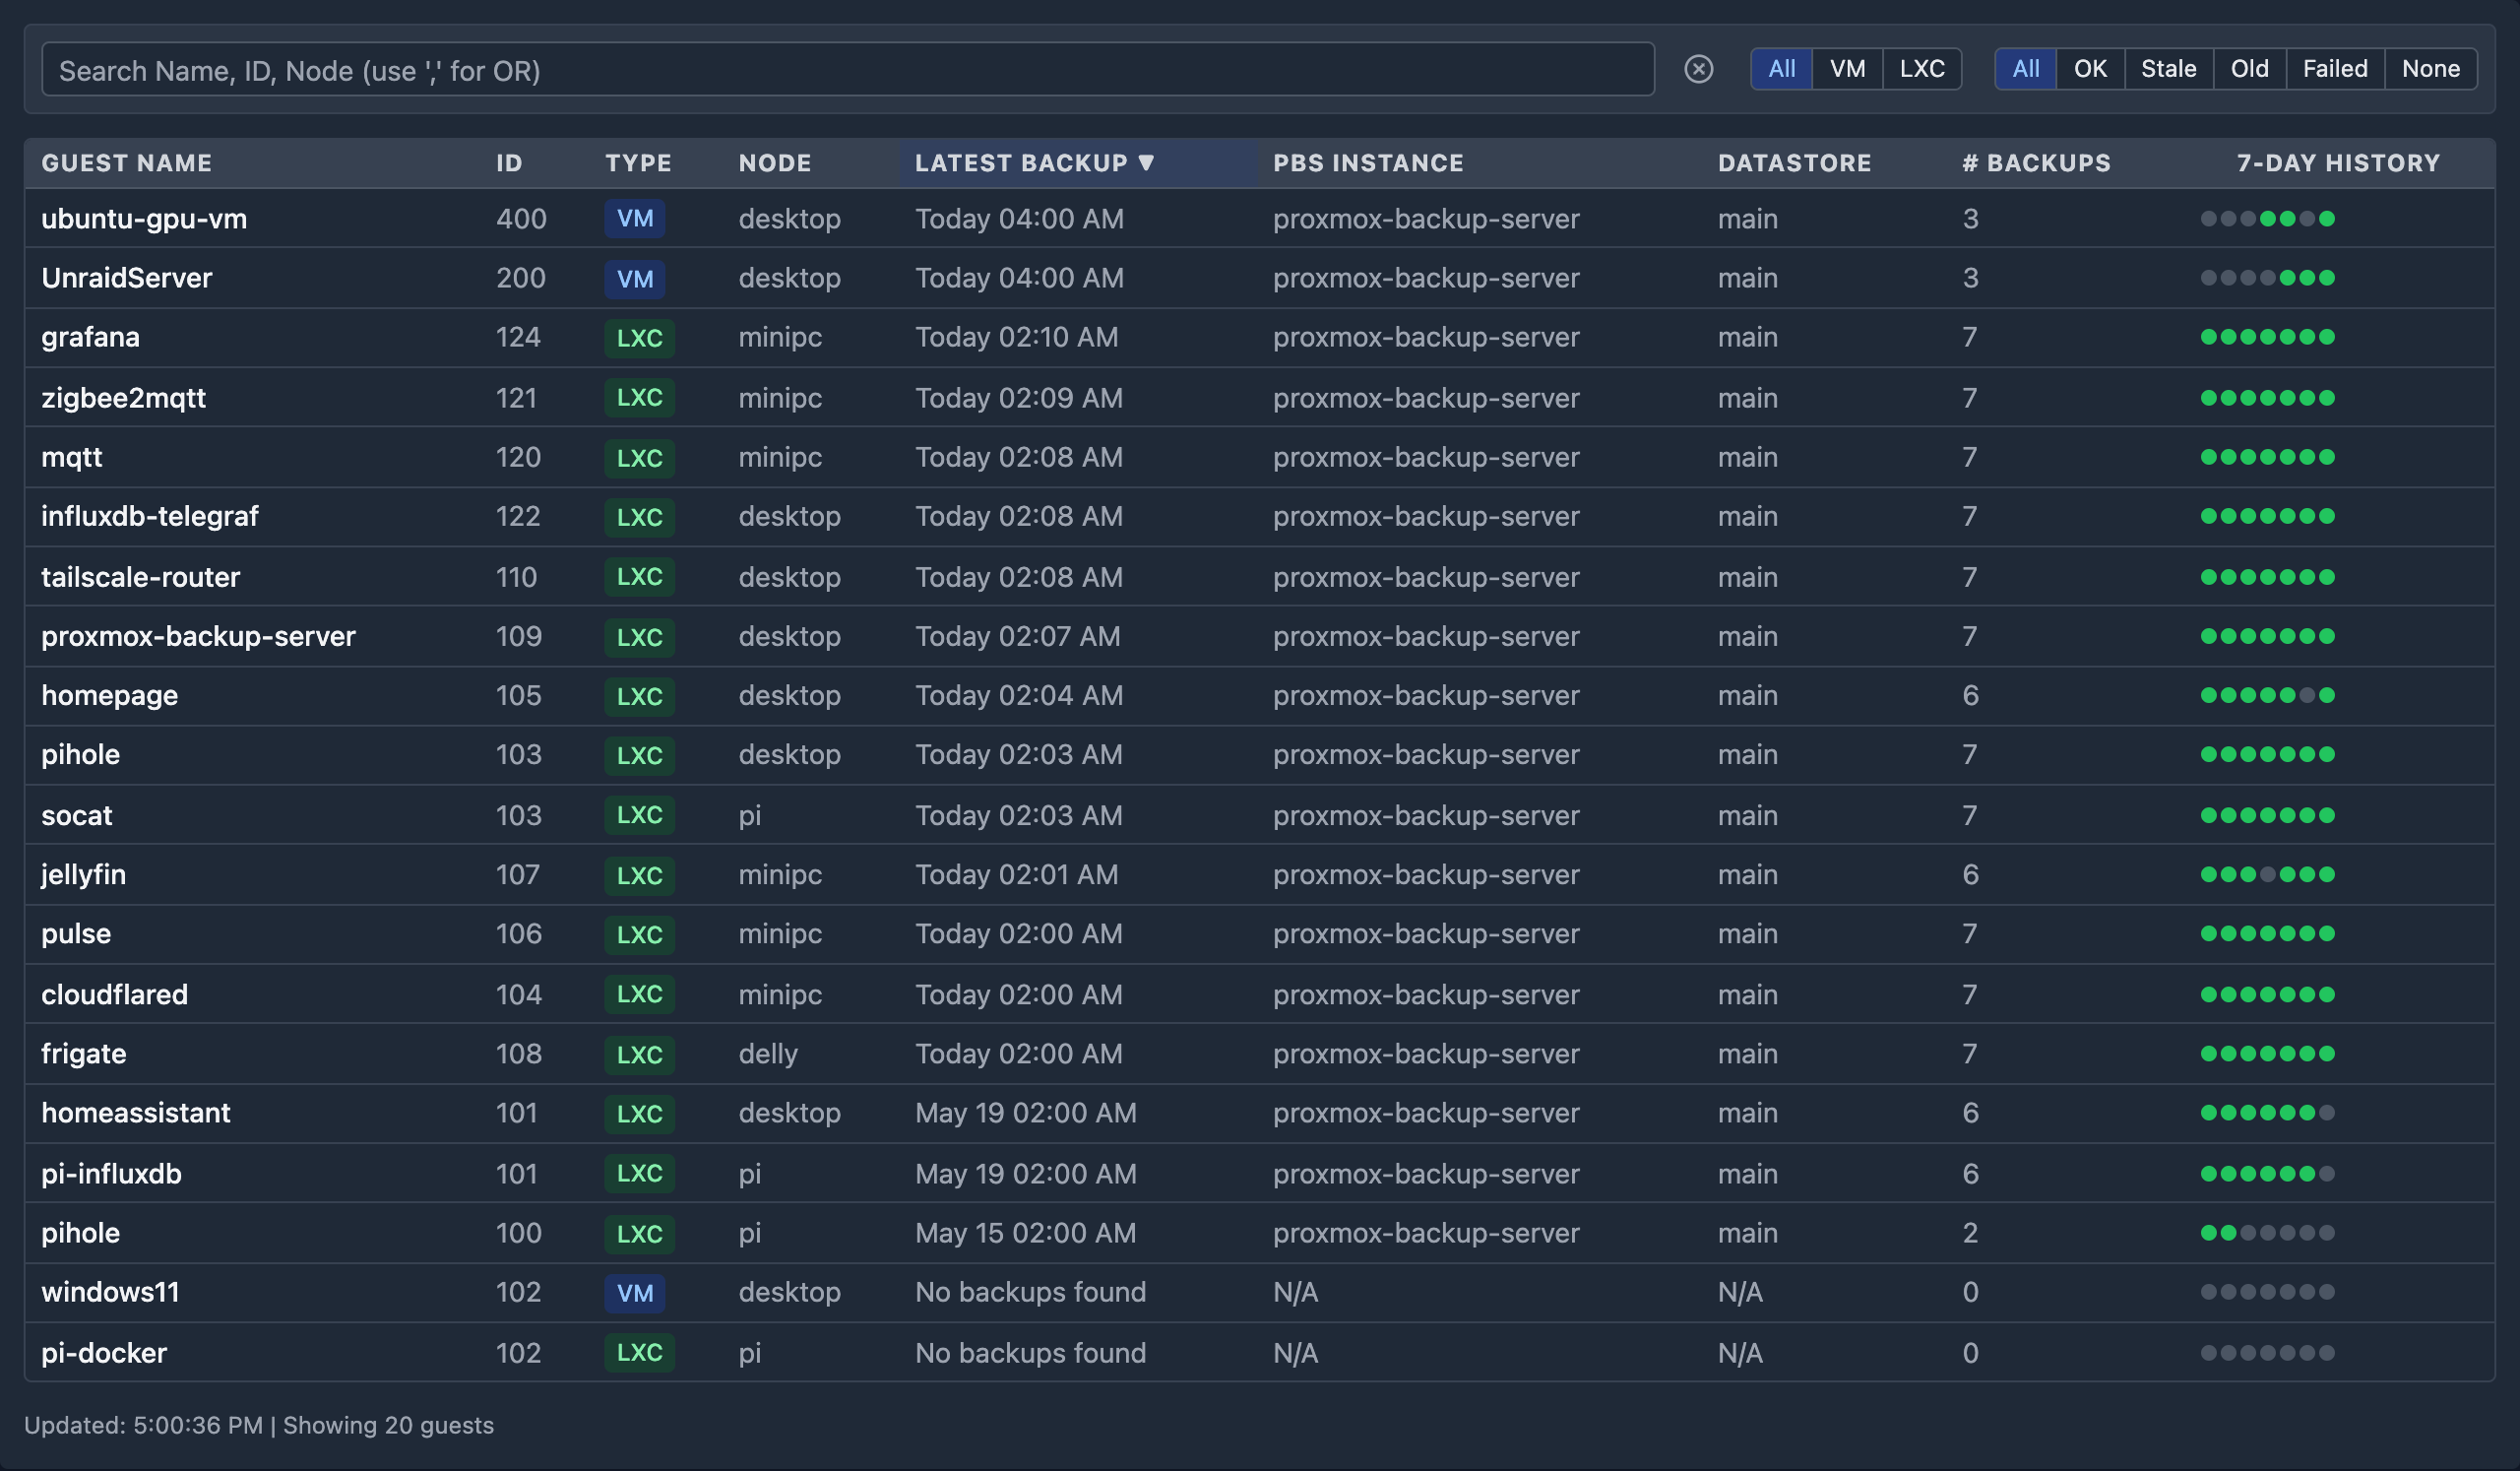 Search Name, ID, Node (use ',' for OR) All VM LXC All OK Stale Old Failed None
GUEST NAME ID TYPE NODE LATEST BACKUP ▼ PBS INSTANCE DATASTORE # BACKUPS 7-DAY HISTORY
ubuntu-gpu-vm 400 VM desktop Today 04:00 AM proxmox-backup-server main 3
UnraidServer 200 VM desktop Today 04:00 AM proxmox-backup-server main 3
grafana 124 LXC minipc Today 02:10 AM proxmox-backup-server main 7
zigbee2mqtt 121 LXC minipc Today 02:09 AM proxmox-backup-server main 7
mqtt 120 LXC minipc Today 02:08 AM proxmox-backup-server main 7
influxdb-telegraf 122 LXC desktop Today 02:08 AM proxmox-backup-server main 7
tailscale-router 110 LXC desktop Today 02:08 AM proxmox-backup-server main 7
proxmox-backup-server 109 LXC desktop Today 02:07 AM proxmox-backup-server main 7
homepage 105 LXC desktop Today 02:04 AM proxmox-backup-server main 6
pihole 103 LXC desktop Today 02:03 AM proxmox-backup-server main 7
socat 103 LXC pi Today 02:03 AM proxmox-backup-server main 7
jellyfin 107 LXC minipc Today 02:01 AM proxmox-backup-server main 6
pulse 106 LXC minipc Today 02:00 AM proxmox-backup-server main 7
cloudflared 104 LXC minipc Today 02:00 AM proxmox-backup-server main 7
frigate 108 LXC delly Today 02:00 AM proxmox-backup-server main 7
homeassistant 101 LXC desktop May 19 02:00 AM proxmox-backup-server main 6
pi-influxdb 101 LXC pi May 19 02:00 AM proxmox-backup-server main 6
pihole 100 LXC pi May 15 02:00 AM proxmox-backup-server main 2
windows11 102 VM desktop No backups found N/A N/A 0
pi-docker 102 LXC pi No backups found N/A N/A 0
Updated: 5:00:36 PM | Showing 20 guests